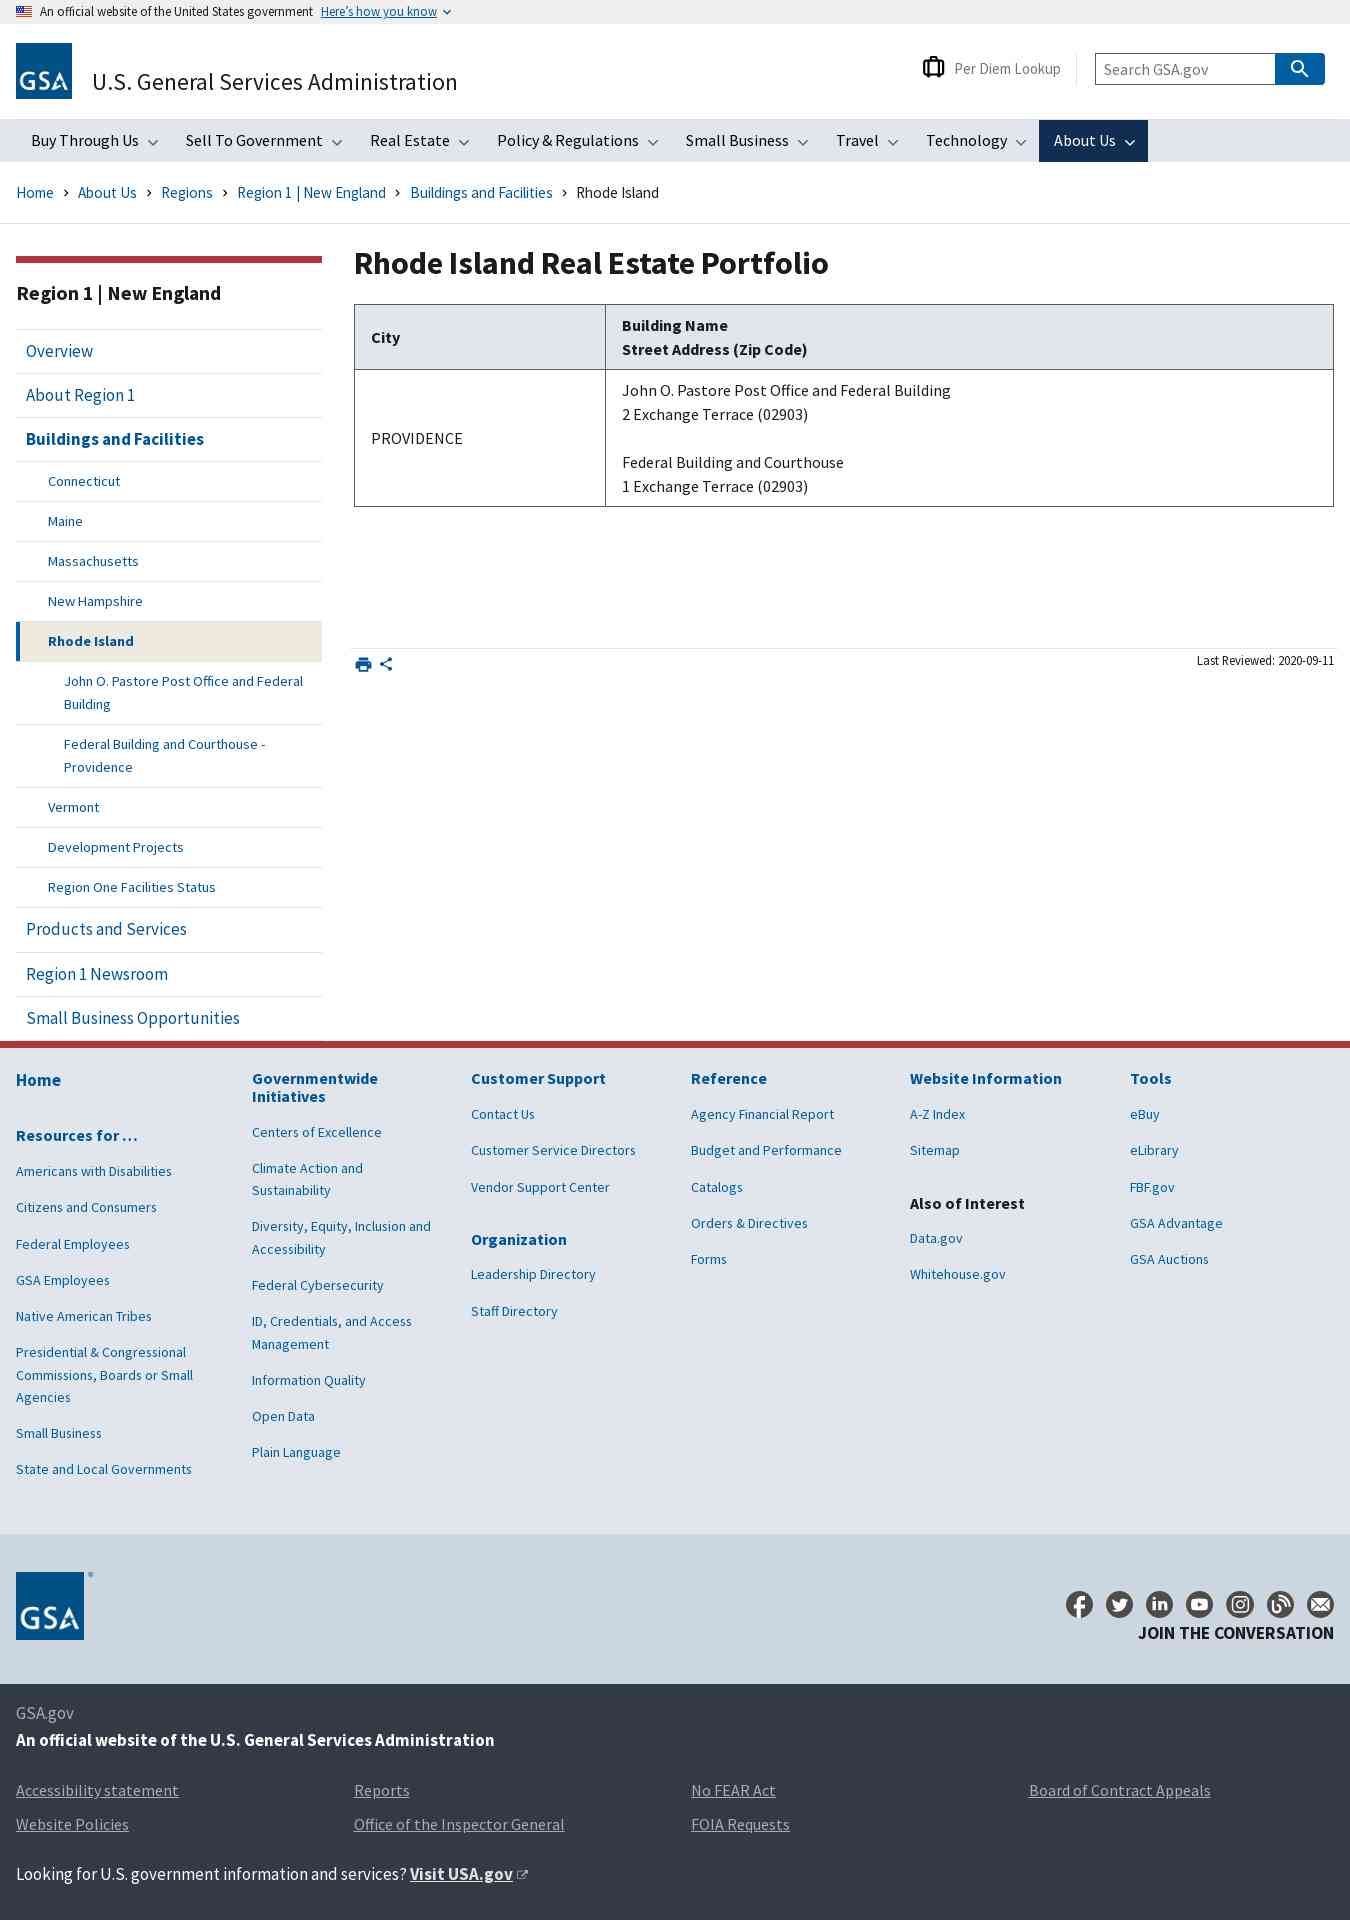 An official website of the United States government Here's how you know
GSA
U.S. General Services Administration
Per Diem Lookup
Search GSA.gov
Buy Through Us Sell To Government Real Estate Policy & Regulations Small Business Travel Technology About Us
Home > About Us > Regions > Region 1 | New England > Buildings and Facilities > Rhode Island
Region 1 | New England
Overview
About Region 1
Buildings and Facilities
Connecticut
Maine
Massachusetts
New Hampshire
Rhode Island
John O. Pastore Post Office and Federal
Building
Federal Building and Courthouse -
Providence
Vermont
Development Projects
Region One Facilities Status
Products and Services
Region 1 Newsroom
Small Business Opportunities
Rhode Island Real Estate Portfolio
City
Building Name
Street Address (Zip Code)
PROVIDENCE
John O. Pastore Post Office and Federal Building
2 Exchange Terrace (02903)
Federal Building and Courthouse
1 Exchange Terrace (02903)
Last Reviewed: 2020-09-11
Home
Resources for …
Americans with Disabilities
Citizens and Consumers
Federal Employees
GSA Employees
Native American Tribes
Presidential & Congressional
Commissions, Boards or Small
Agencies
Small Business
State and Local Governments
Governmentwide
Initiatives
Centers of Excellence
Climate Action and
Sustainability
Diversity, Equity, Inclusion and
Accessibility
Federal Cybersecurity
ID, Credentials, and Access
Management
Information Quality
Open Data
Plain Language
Customer Support
Contact Us
Customer Service Directors
Vendor Support Center
Organization
Leadership Directory
Staff Directory
Reference
Agency Financial Report
Budget and Performance
Catalogs
Orders & Directives
Forms
Website Information
A-Z Index
Sitemap
Also of Interest
Data.gov
Whitehouse.gov
Tools
eBuy
eLibrary
FBF.gov
GSA Advantage
GSA Auctions
GSA
JOIN THE CONVERSATION
GSA.gov
An official website of the U.S. General Services Administration
Accessibility statement Reports No FEAR Act Board of Contract Appeals
Website Policies Office of the Inspector General FOIA Requests
Looking for U.S. government information and services? Visit USA.gov